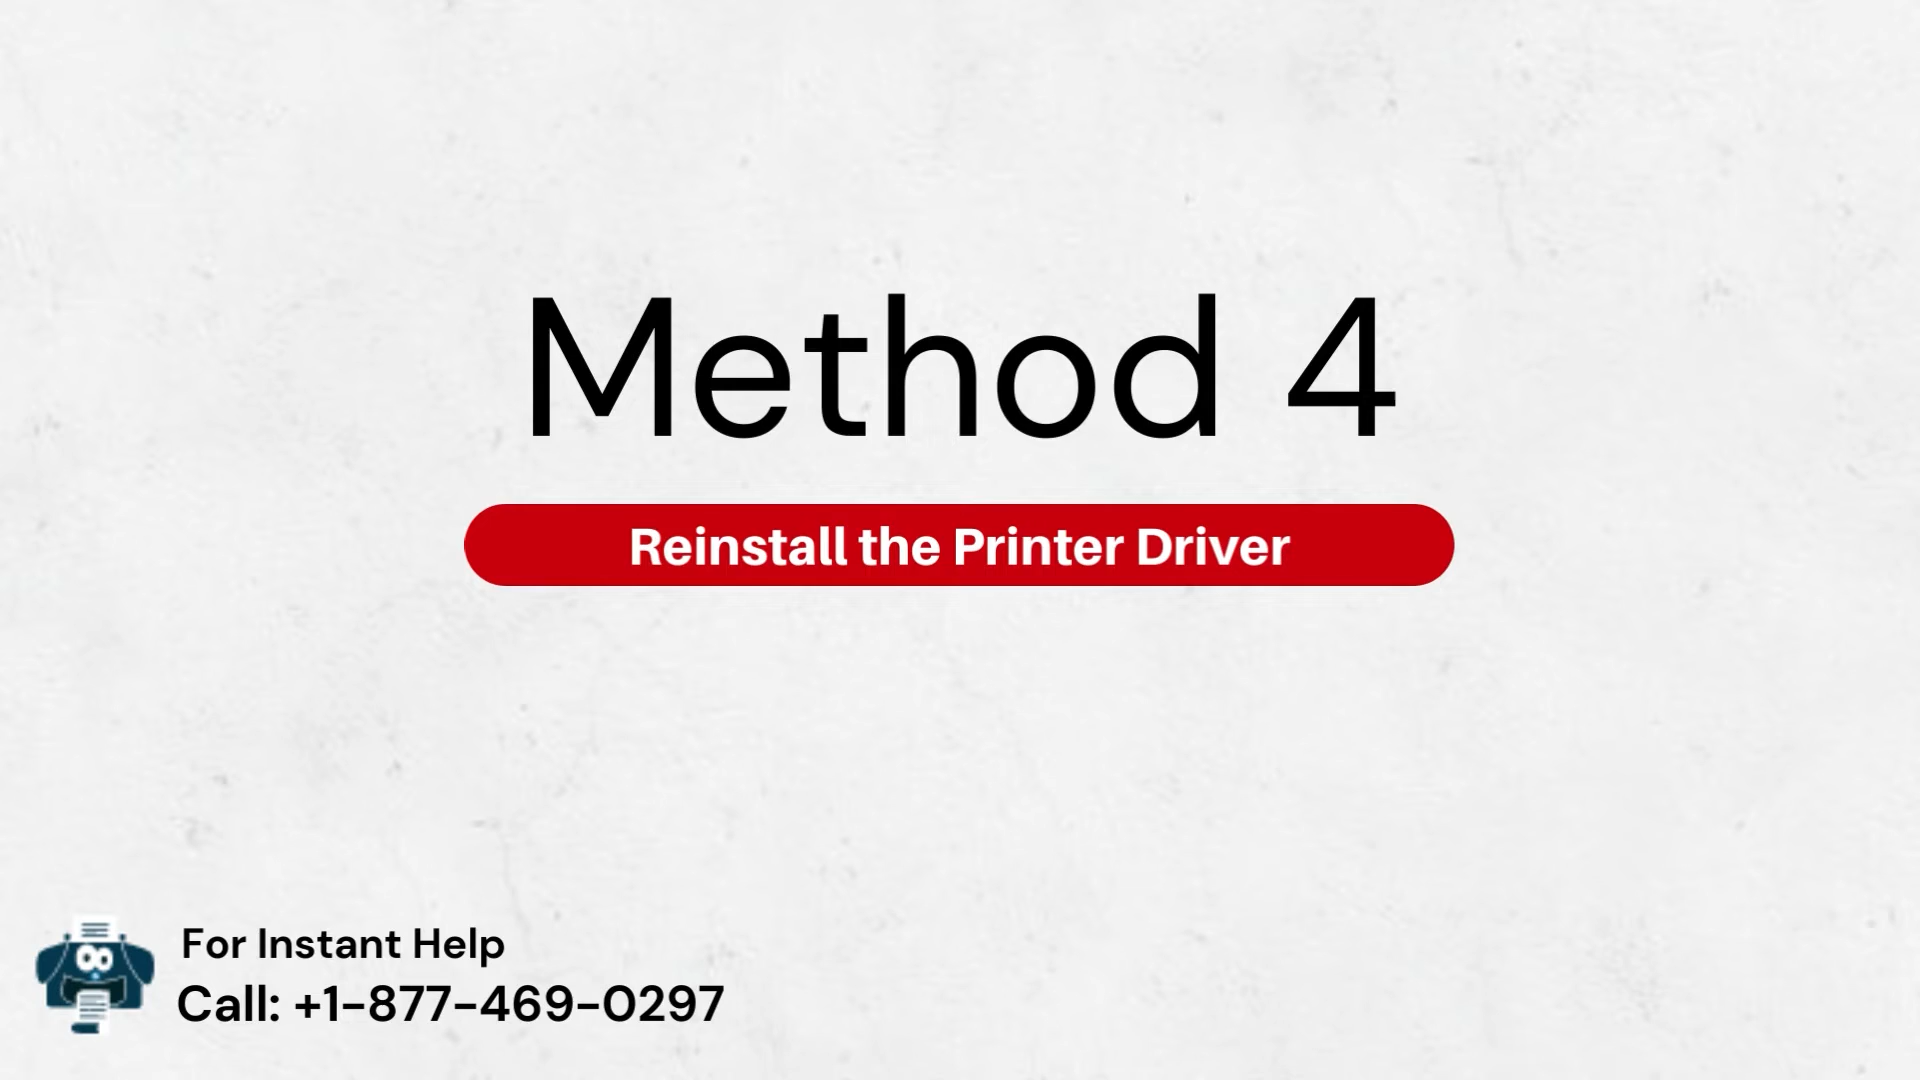 Method 4
Reinstall the Printer Driver
For Instant Help
Call: +1-877-469-0297